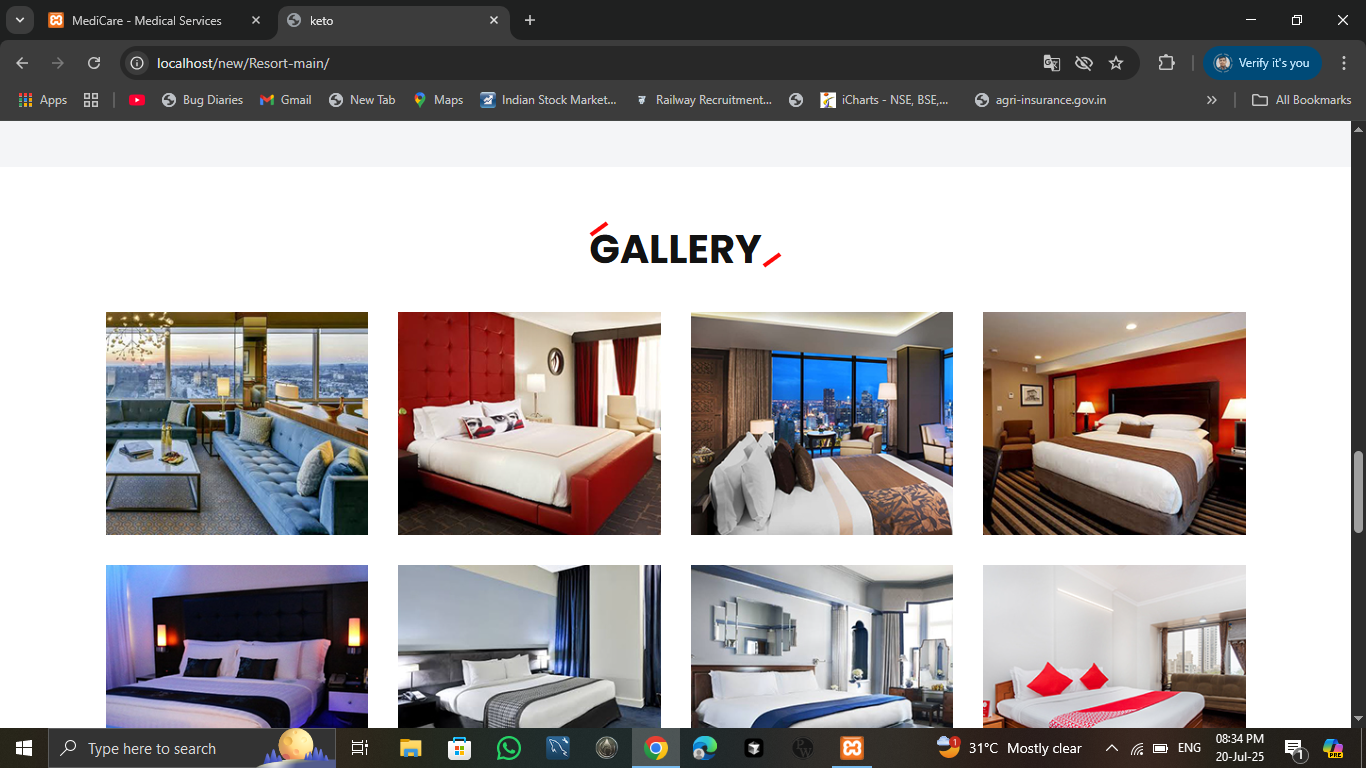 MediCare - Medical Services
keto
localhost/new/Resort-main/
Verify it's you
Apps
Bug Diaries
Gmail
New Tab
Maps
Indian Stock Market...
Railway Recruitment...
iCharts - NSE, BSE,...
agri-insurance.gov.in
All Bookmarks
GALLERY
Type here to search
31°C Mostly clear
ENG
08:34 PM
20-Jul-25
1
PRE